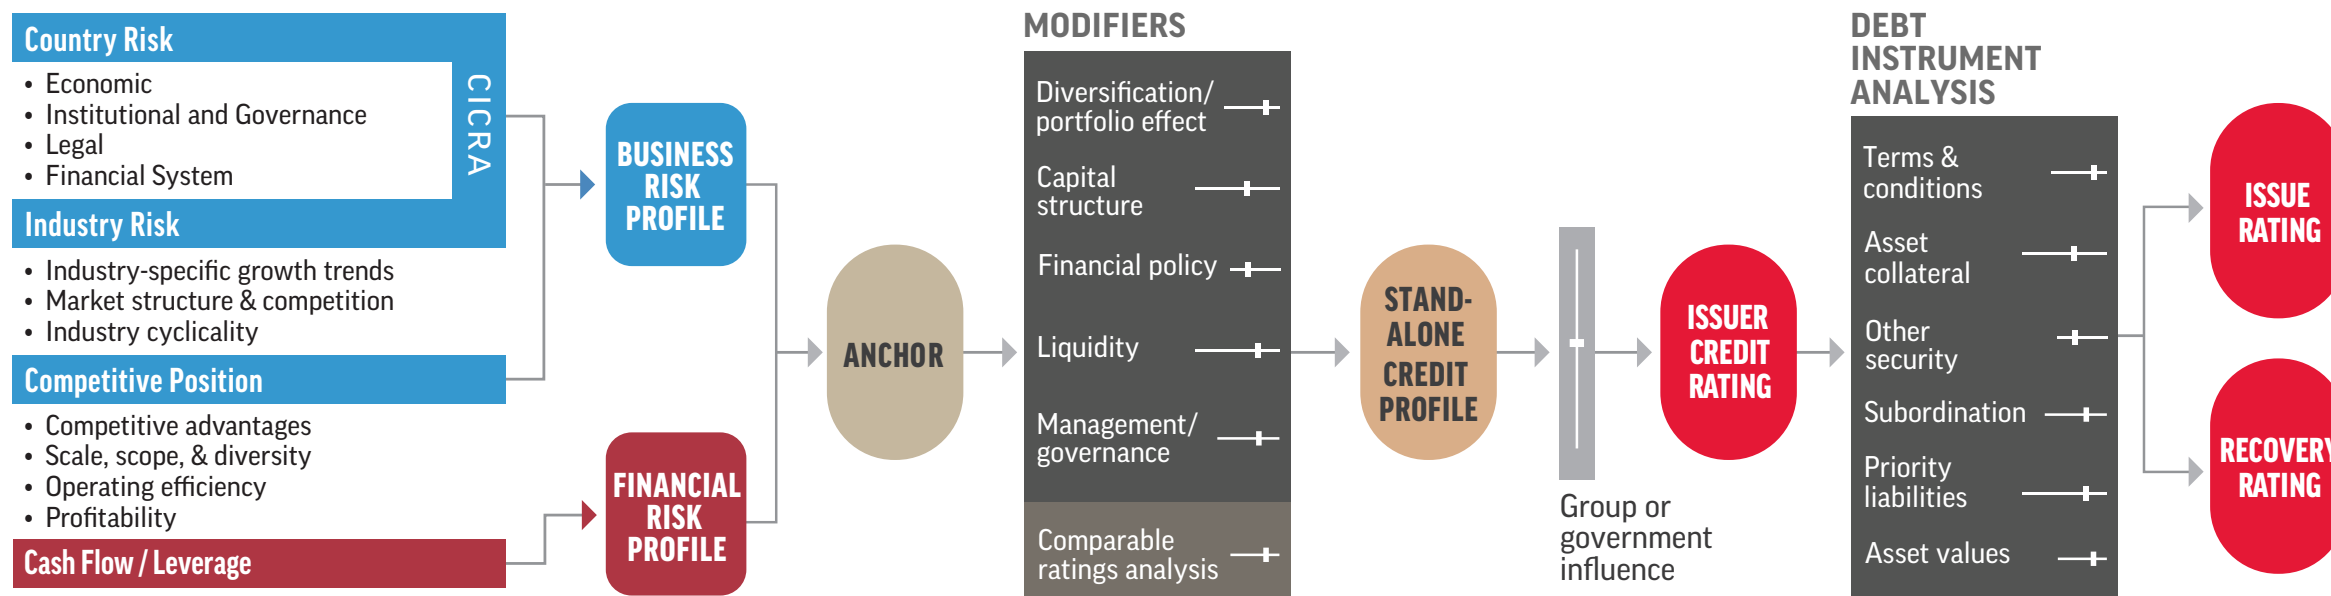 Country Risk
• Economic
• Institutional and Governance
• Legal
• Financial System
CICRA
Industry Risk
• Industry-specific growth trends
• Market structure & competition
• Industry cyclicality
Competitive Position
• Competitive advantages
• Scale, scope, & diversity
• Operating efficiency
• Profitability
Cash Flow / Leverage
BUSINESS
RISK
PROFILE
FINANCIAL
RISK
PROFILE
ANCHOR
MODIFIERS
Diversification/
portfolio effect
Capital
structure
Financial policy
Liquidity
Management/
governance
Comparable
ratings analysis
STAND-
ALONE
CREDIT
PROFILE
Group or
government
influence
ISSUER
CREDIT
RATING
DEBT
INSTRUMENT
ANALYSIS
Terms &
conditions
Asset
collateral
Other
security
Subordination
Priority
liabilities
Asset values
ISSUE
RATING
RECOVERY
RATING